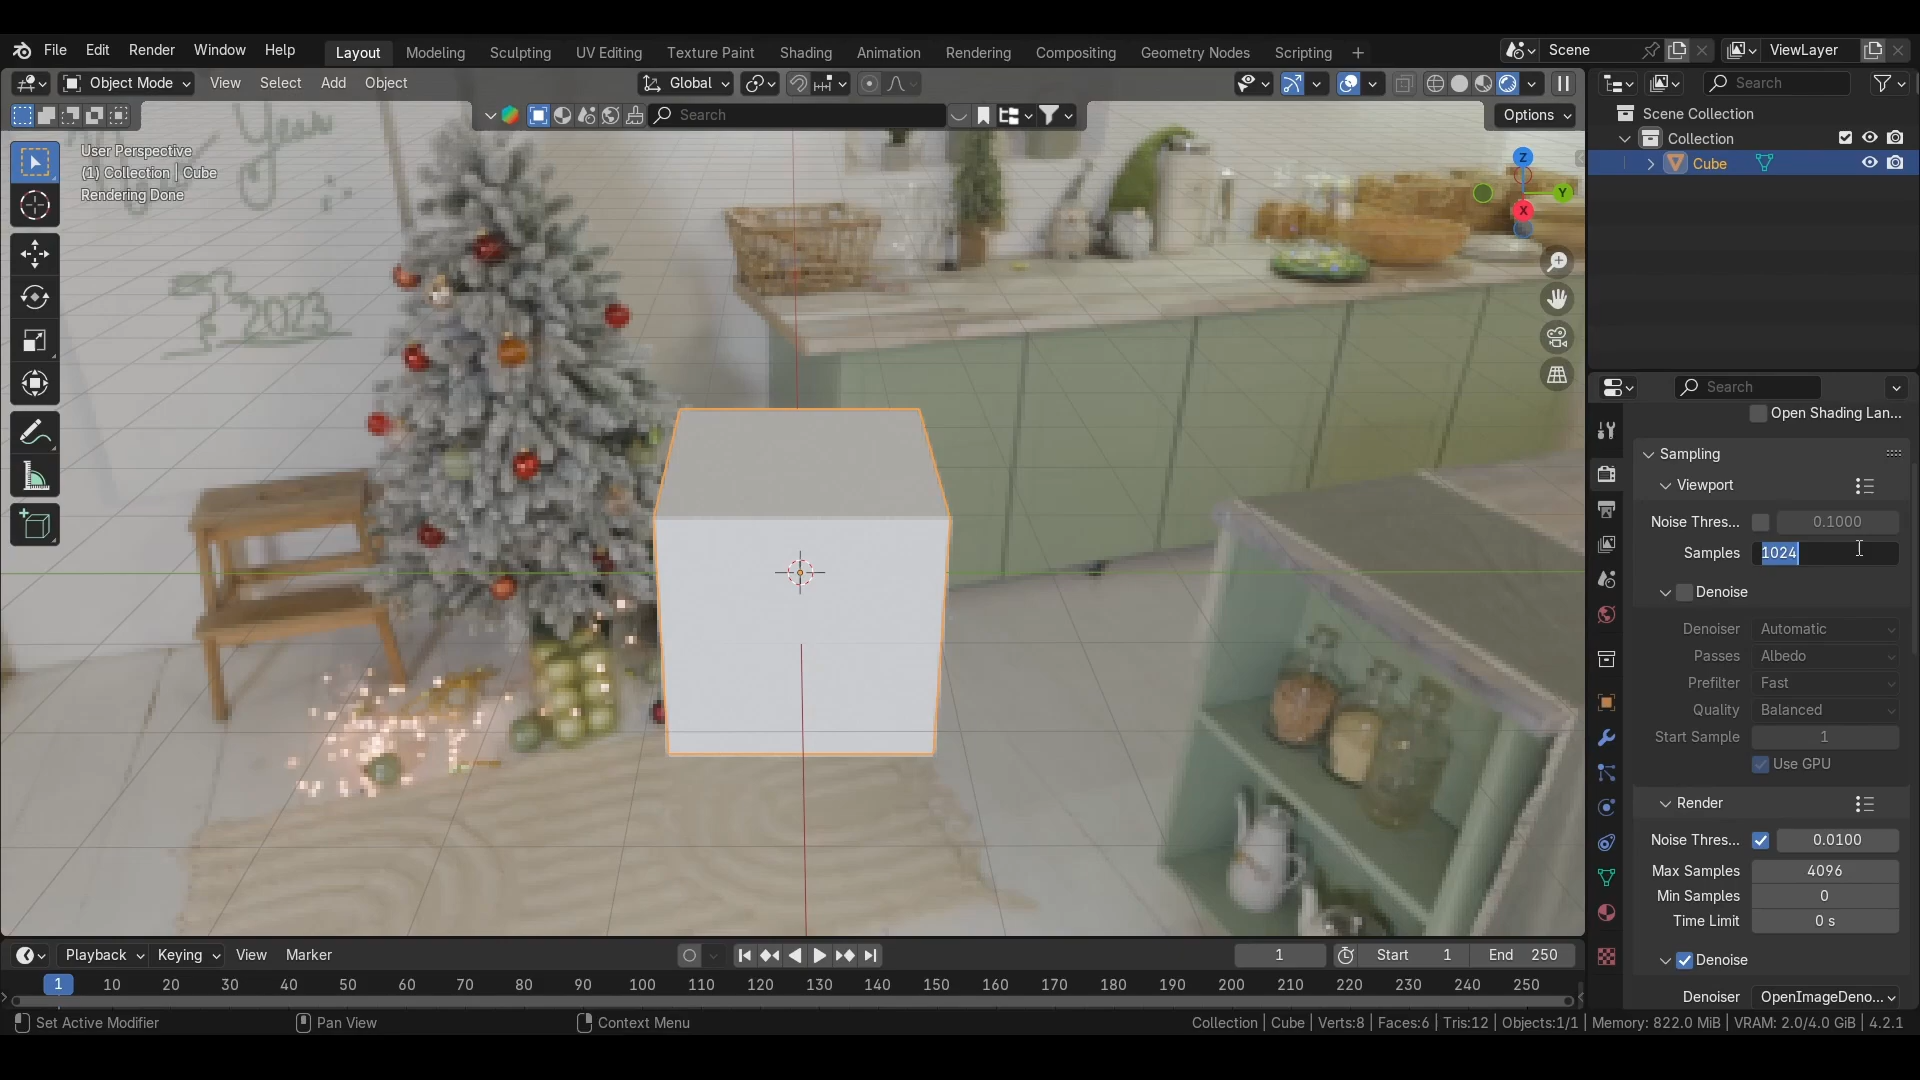 File Edit Render Window Help
Layout Modeling Sculpting UV Editing Texture Paint Shading Animation Rendering Compositing Geometry Nodes Scripting +
Scene
ViewLayer
Object Mode View Select Add Object
Global
Search
Search
Options
User Perspective
(1) Collection | Cube
Rendering Done
Year
2023
Z
Y
X
Scene Collection
Collection
Cube
Search
Open Shading Lan...
Sampling
Viewport
Noise Thres... 0.1000
Samples 1024
Denoise
Denoiser Automatic
Passes Albedo
Prefilter Fast
Quality Balanced
Start Sample 1
Use GPU
Render
Noise Thres... 0.0100
Max Samples 4096
Min Samples 0
Time Limit 0 s
Denoise
Denoiser OpenImageDeno...
Playback Keying View Marker
1 Start 1 End 250
1 10 20 30 40 50 60 70 80 90 100 110 120 130 140 150 160 170 180 190 200 210 220 230 240 250
Set Active Modifier Pan View Context Menu
Collection | Cube | Verts:8 | Faces:6 | Tris:12 | Objects:1/1 | Memory: 822.0 MiB | VRAM: 2.0/4.0 GiB | 4.2.1